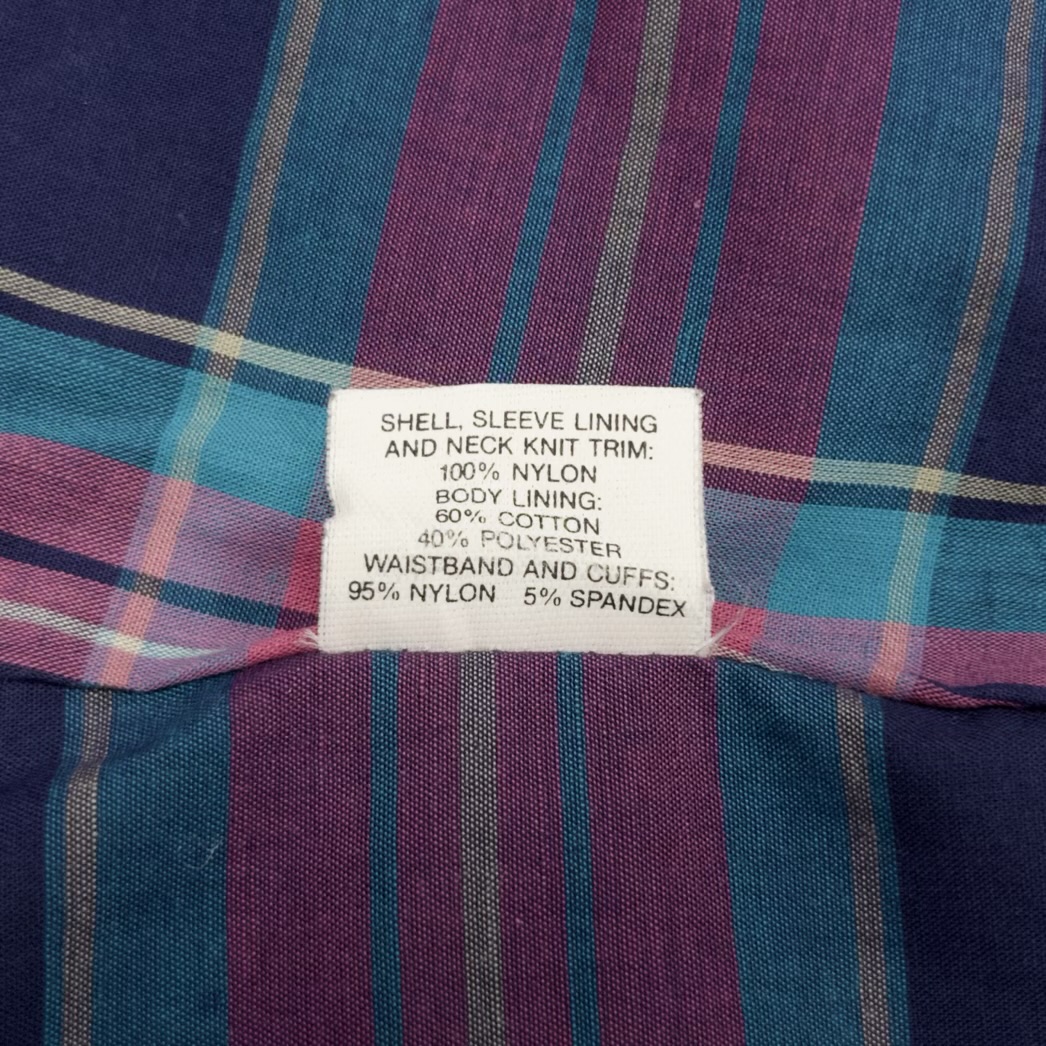 SHELL, SLEEVE LINING
AND NECK KNIT TRIM:
100% NYLON
BODY LINING:
60% COTTON
40% POLYESTER
WAISTBAND AND CUFFS:
95% NYLON 5% SPANDEX